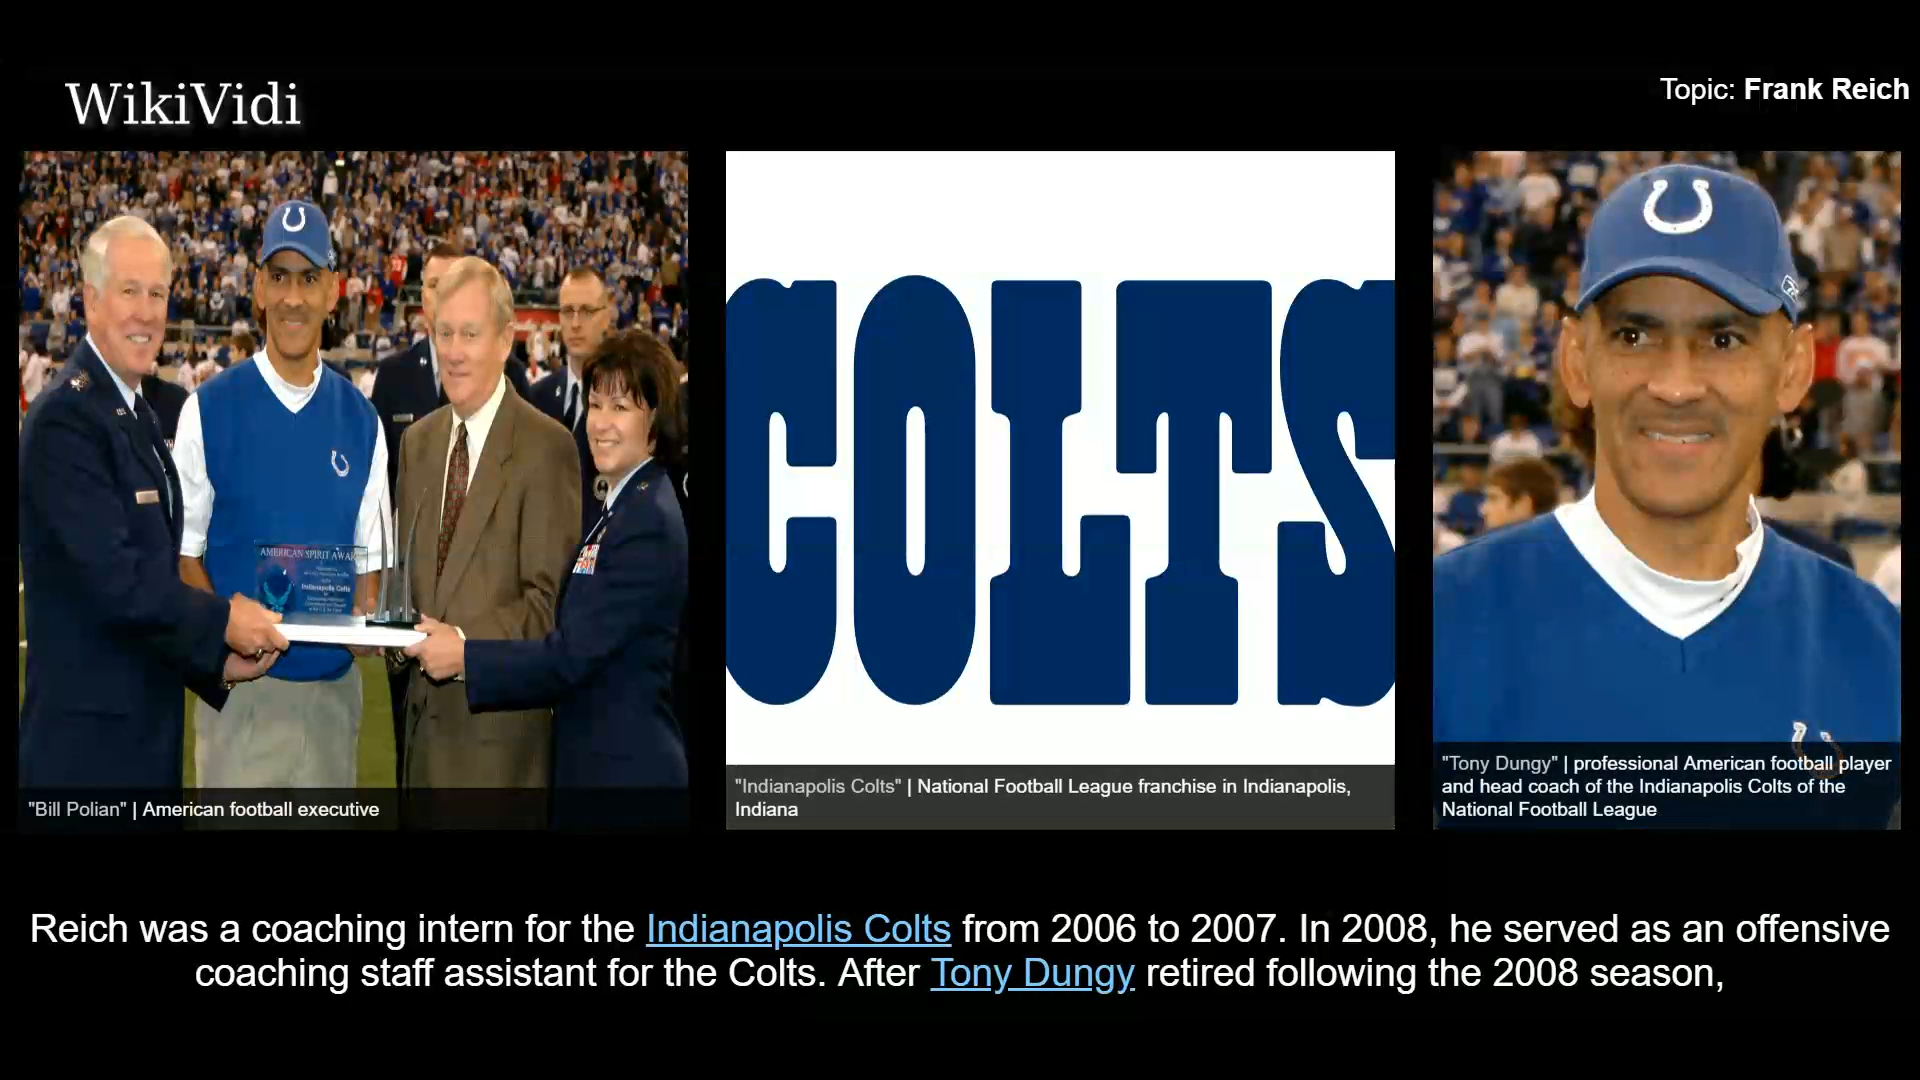 WikiVidi
Topic: Frank Reich
AMERICAN SPIRIT AWAR
Indianapolis Colts
COLTS
"Bill Polian" | American football executive
"Indianapolis Colts" | National Football League franchise in Indianapolis,
Indiana
"Tony Dungy" | professional American football player
and head coach of the Indianapolis Colts of the
National Football League
Reich was a coaching intern for the Indianapolis Colts from 2006 to 2007. In 2008, he served as an offensive
coaching staff assistant for the Colts. After Tony Dungy retired following the 2008 season,